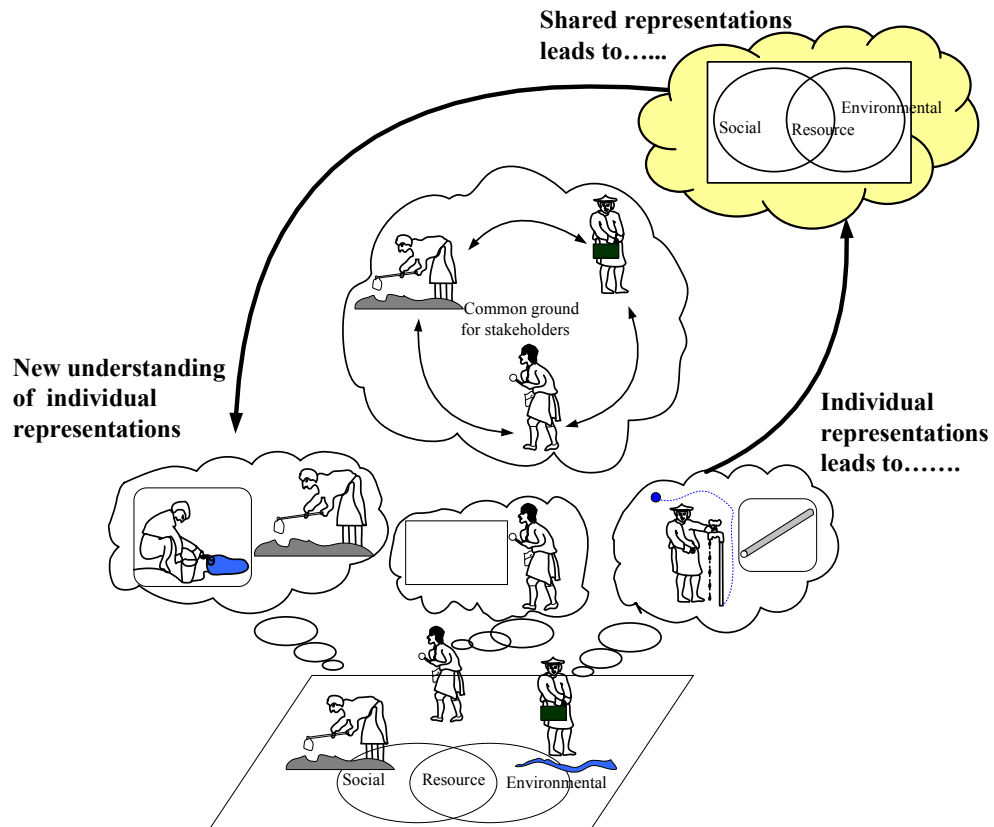 Shared representations
leads to…...
Social
Resource
Environmental
Common ground
for stakeholders
New understanding
of individual
representations
Individual
representations
leads to…….
Social
Resource
Environmental